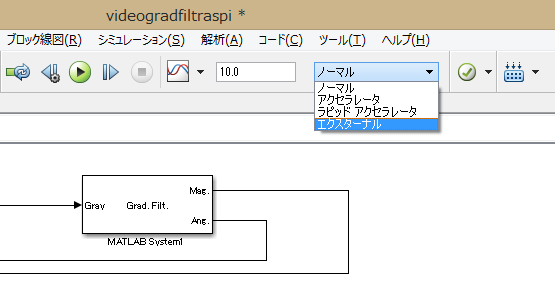 videogradfiltraspi *
ブロック線図(R) シミュレーション(S) 解析(A) コード(C) ツール(T) ヘルプ(H)
10.0 ノーマル
ノーマル
アクセラレータ
ラピッド アクセラレータ
エクスターナル
Mag.
Gray Grad. Filt.
Ang.
MATLAB System1